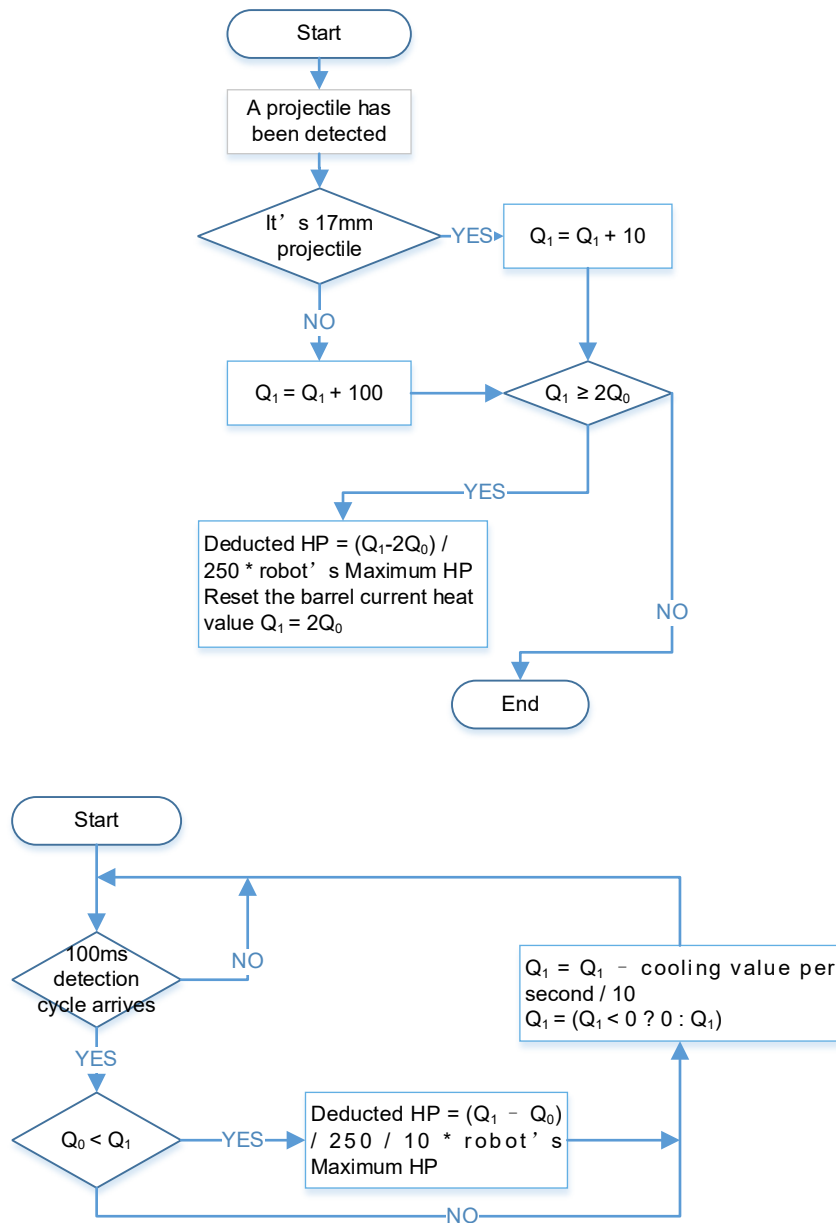 Start
A projectile has
been detected
It’s 17mm
projectile
YES
Q₁ = Q₁ + 10
NO
Q₁ = Q₁ + 100
Q₁ ≥ 2Q₀
YES
Deducted HP = (Q₁-2Q₀) /
250 * robot’s Maximum HP
Reset the barrel current heat
value Q₁ = 2Q₀
NO
End
Start
100ms
detection
cycle arrives
NO
Q₁ = Q₁ – cooling value per
second / 10
Q₁ = (Q₁ < 0 ? 0 : Q₁)
YES
Q₀ < Q₁
YES
Deducted HP = (Q₁ – Q₀)
/ 250 / 10 * robot’s
Maximum HP
NO